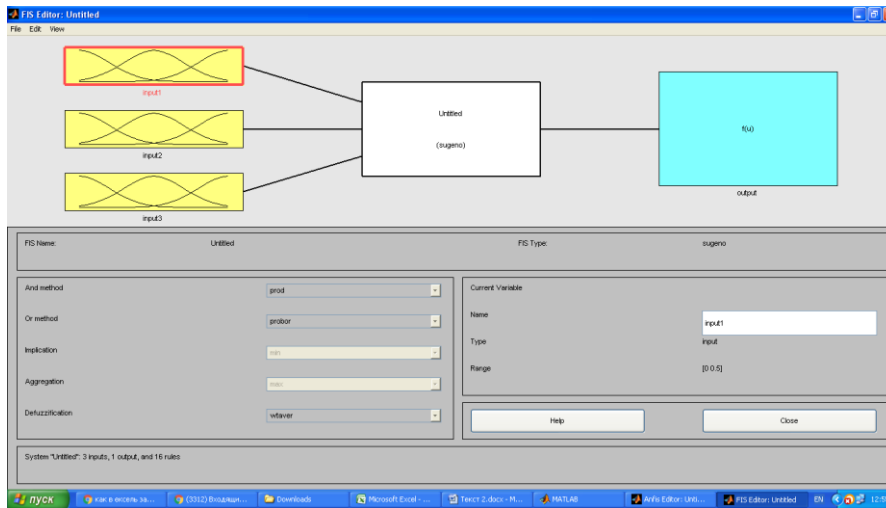 FIS Editor: Untitled
File Edit View
input1
input2
input3
Untitled
(sugeno)
f(u)
output
FIS Name: Untitled FIS Type: sugeno
And method prod
Or method probor
Implication min
Aggregation max
Defuzzification wtaver
Current Variable
Name input1
Type input
Range [0 0.5]
Help Close
System "Untitled": 3 inputs, 1 output, and 16 rules
пуск как в ексель за... (3312) Входящи... Downloads Microsoft Excel - ... Текст 2.docx - M... MATLAB Anfis Editor: Unti... FIS Editor: Untitled EN